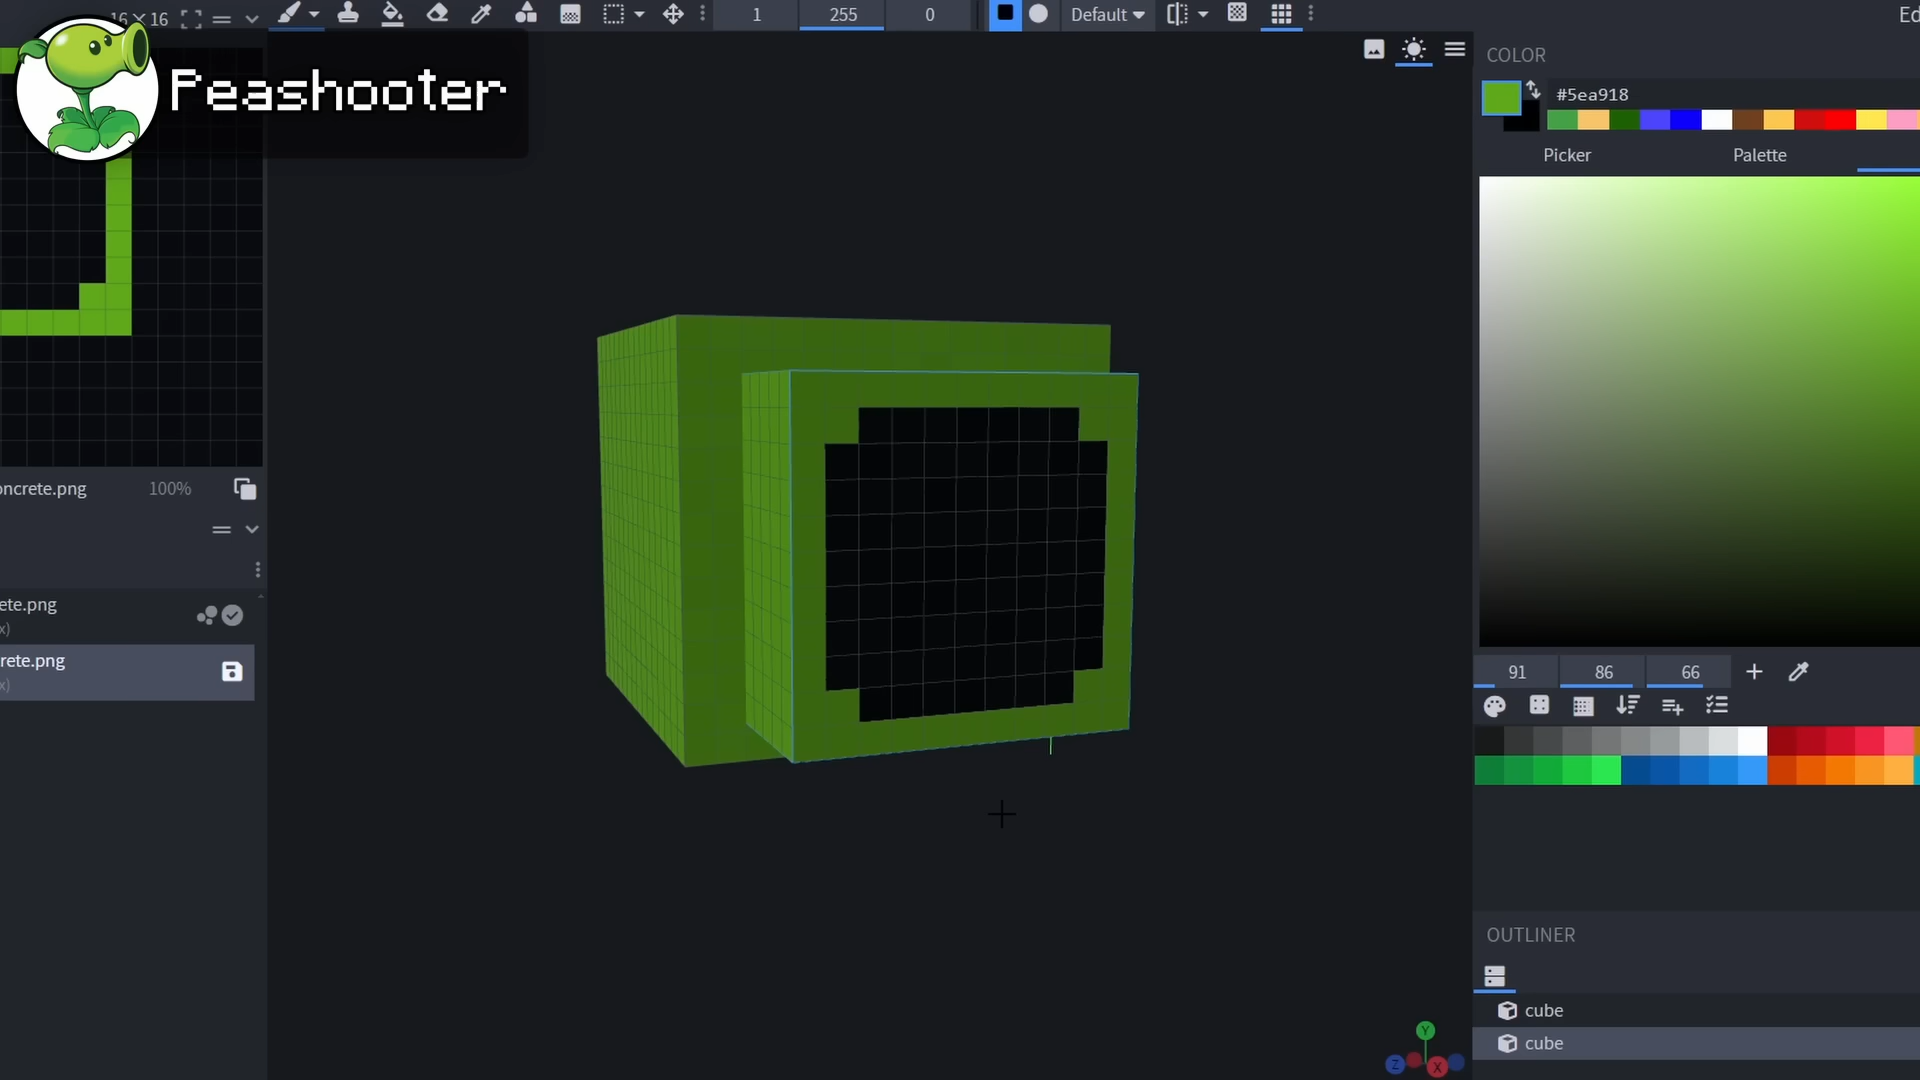 16×16
1
255
0
Default
Ed
Peashooter
COLOR
#5ea918
Picker
Palette
oncrete.png
100%
ete.png
x)
rete.png
x)
91
86
66
OUTLINER
cube
cube
Y
Z
X